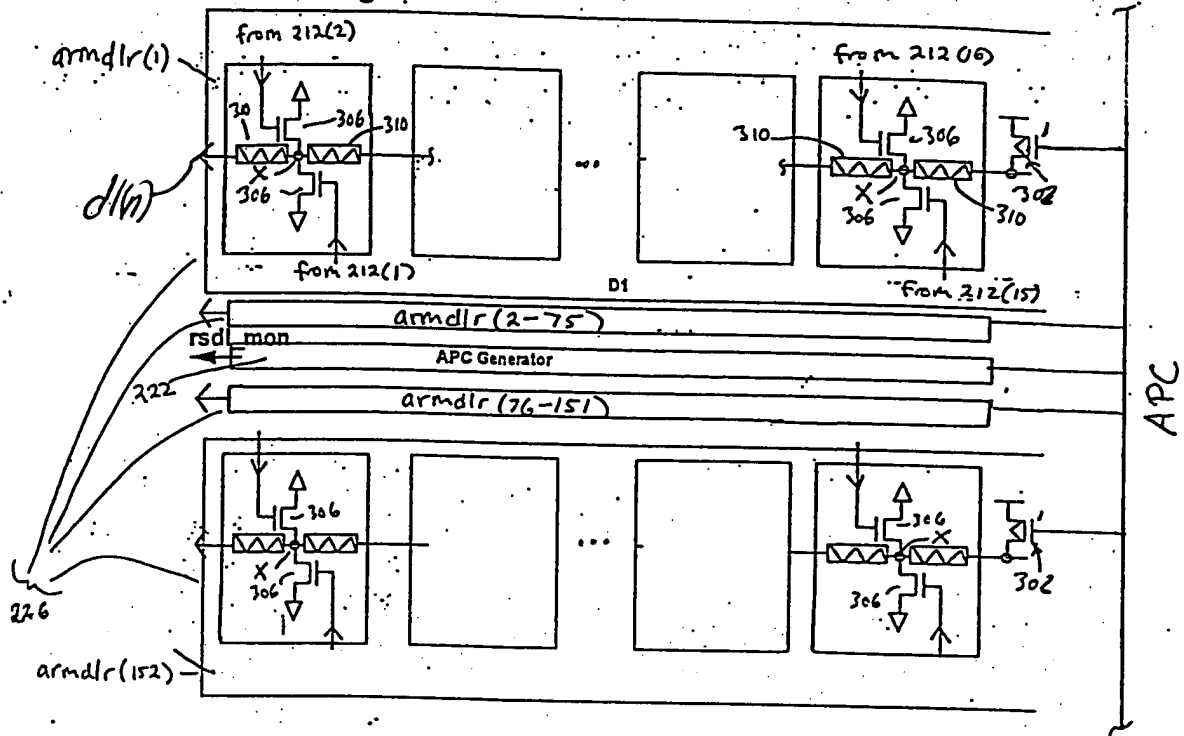 from 212(2)
armdlr(1)
from 212(16)
30
306
310
310
306
X
306
X
306
310
302
d(n)
from 212(1)
from 212(15)
D1
armdlr(2-75)
rsdl_mon
APC Generator
222
armdlr(76-151)
APC
306
X
306
306
X
306
302
226
armdlr(152)